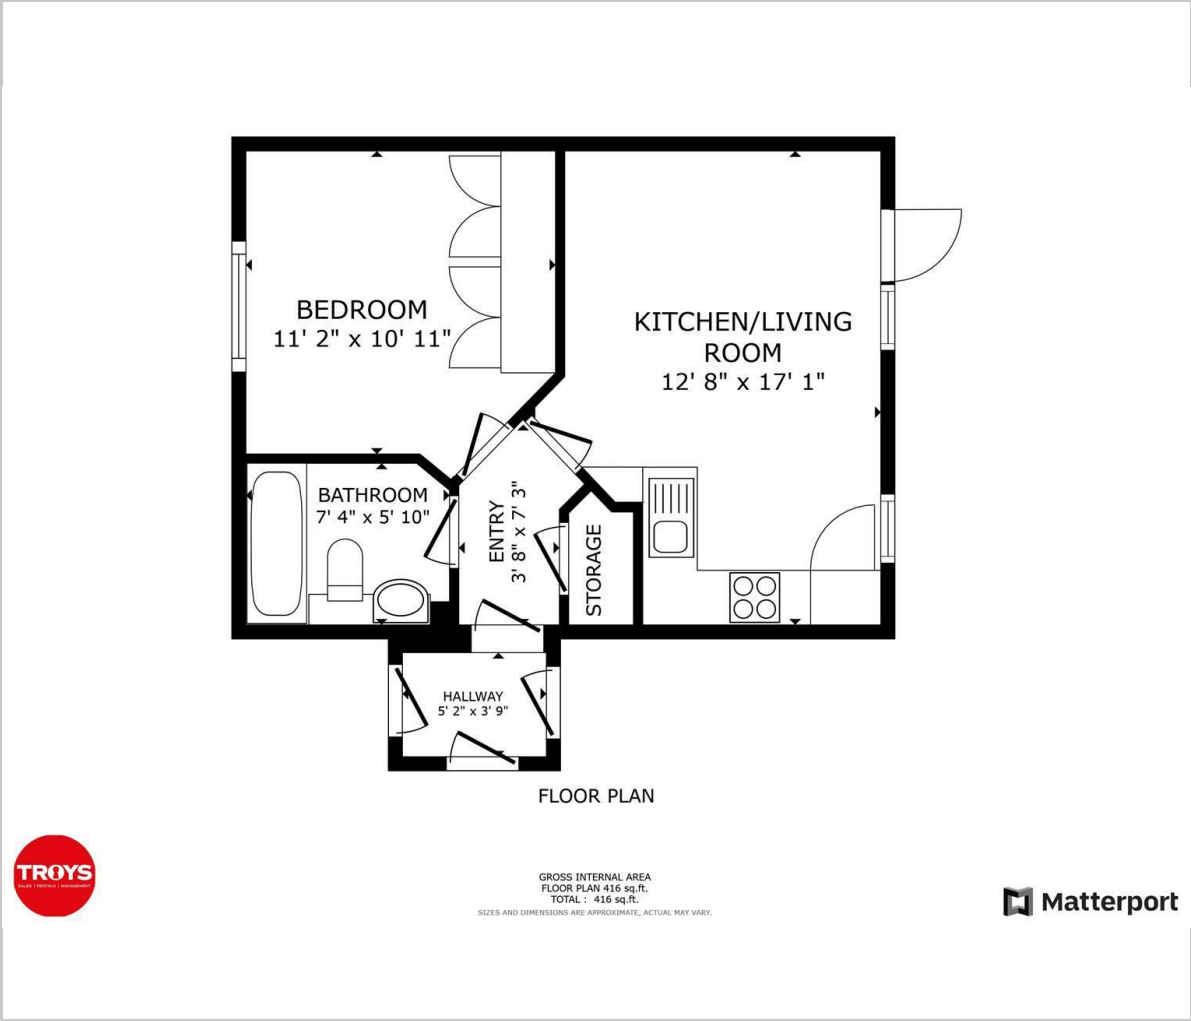 BEDROOM
11' 2" x 10' 11"
KITCHEN/LIVING
ROOM
12' 8" x 17' 1"
BATHROOM
7' 4" x 5' 10"
ENTRY
3' 8" x 7' 3"
STORAGE
HALLWAY
5' 2" x 3' 9"
FLOOR PLAN
TROYS
SALES | RENTALS | MANAGEMENT
GROSS INTERNAL AREA
FLOOR PLAN 416 sq.ft.
TOTAL : 416 sq.ft.
SIZES AND DIMENSIONS ARE APPROXIMATE, ACTUAL MAY VARY.
Matterport